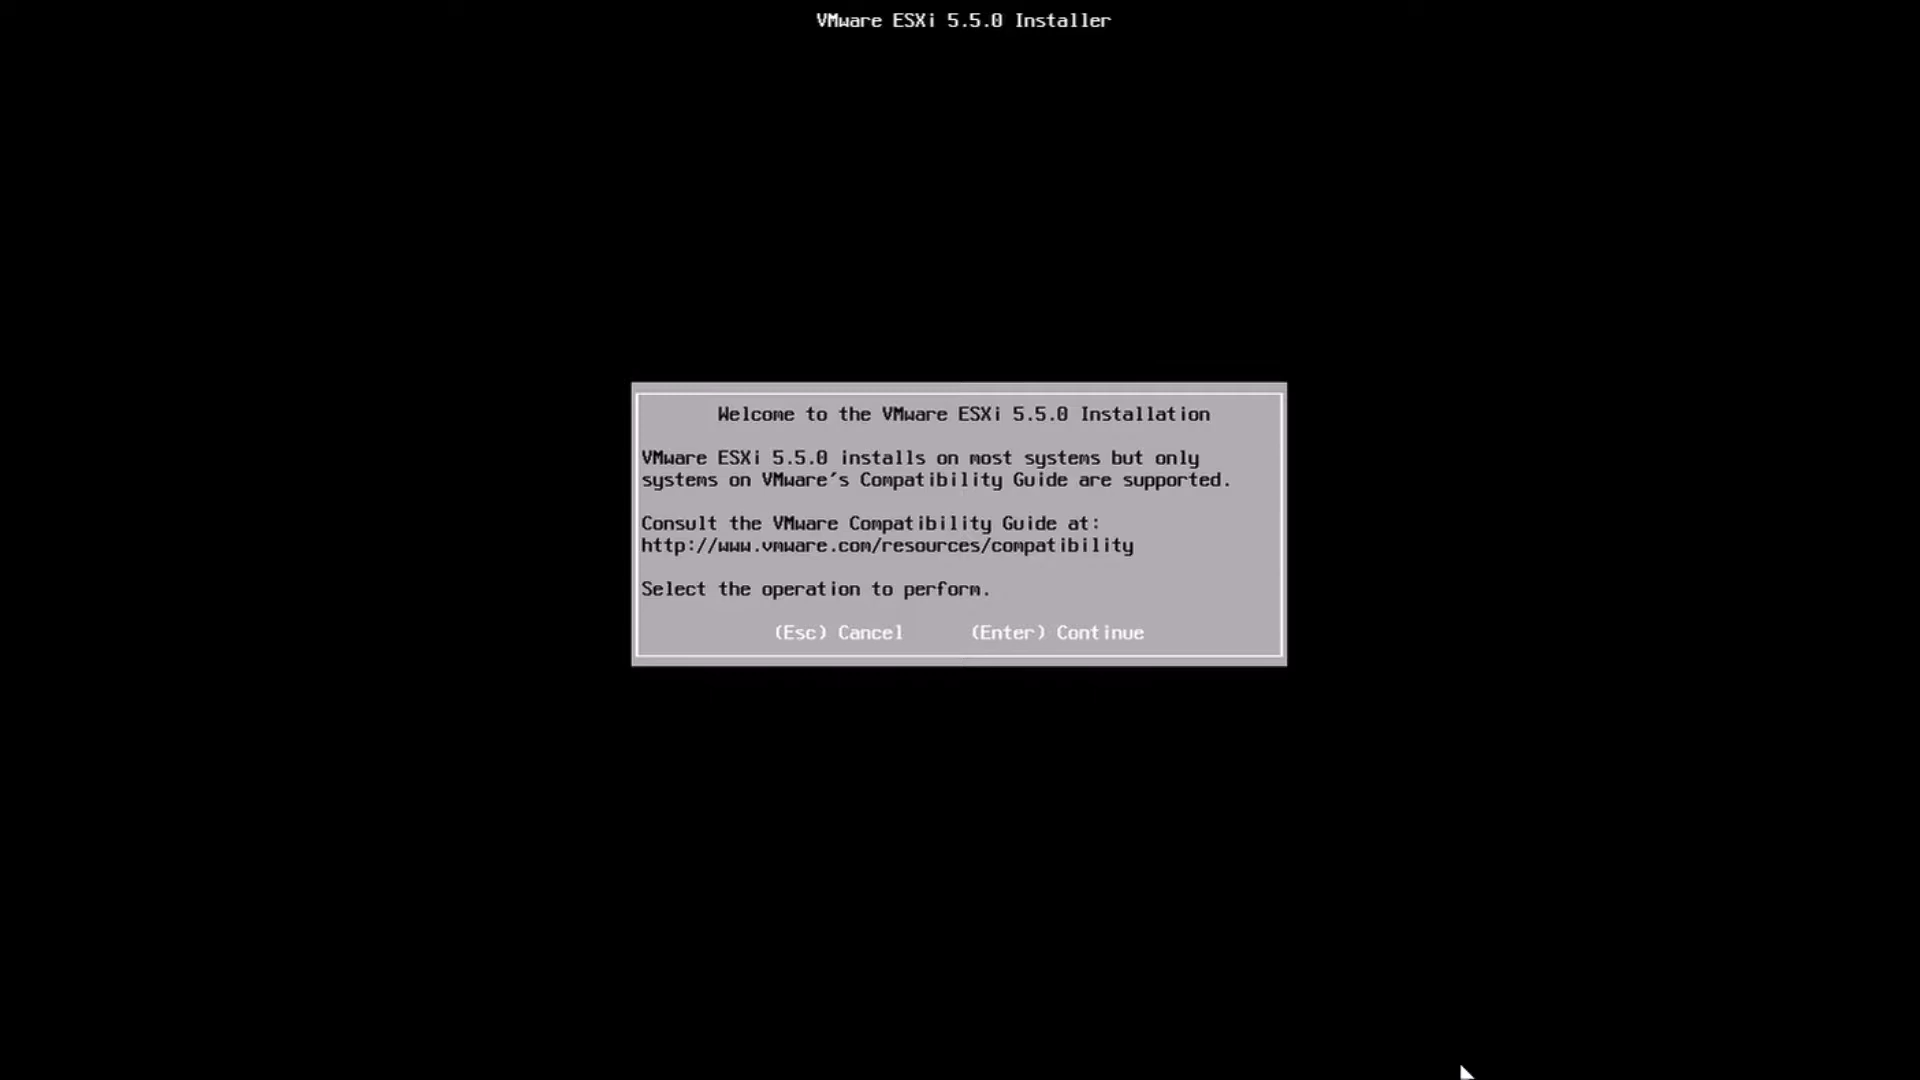 VMware ESXi 5.5.0 Installer
Welcome to the VMware ESXi 5.5.0 Installation
VMware ESXi 5.5.0 installs on most systems but only
systems on VMware's Compatibility Guide are supported.
Consult the VMware Compatibility Guide at:
http://www.vmware.com/resources/compatibility
Select the operation to perform.
(Esc) Cancel (Enter) Continue